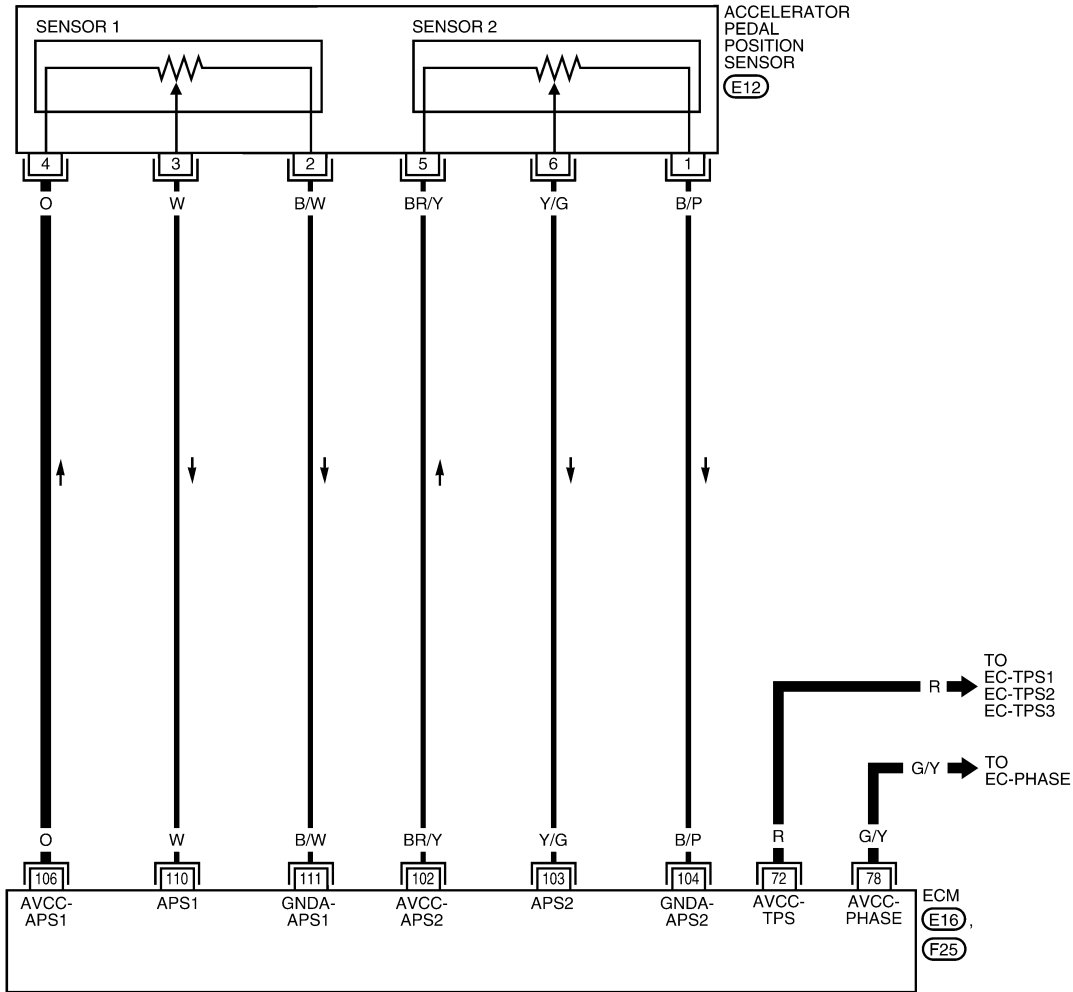 SENSOR 1
SENSOR 2
ACCELERATOR
PEDAL
POSITION
SENSOR
E12
4 3 2 5 6 1
O W B/W BR/Y Y/G B/P
TO
EC-TPS1
EC-TPS2
EC-TPS3
R
TO
EC-PHASE
G/Y
O W B/W BR/Y Y/G B/P R G/Y
106 110 111 102 103 104 72 78
AVCC-
APS1
APS1
GNDA-
APS1
AVCC-
APS2
APS2
GNDA-
APS2
AVCC-
TPS
AVCC-
PHASE
ECM
E16 ,
F25